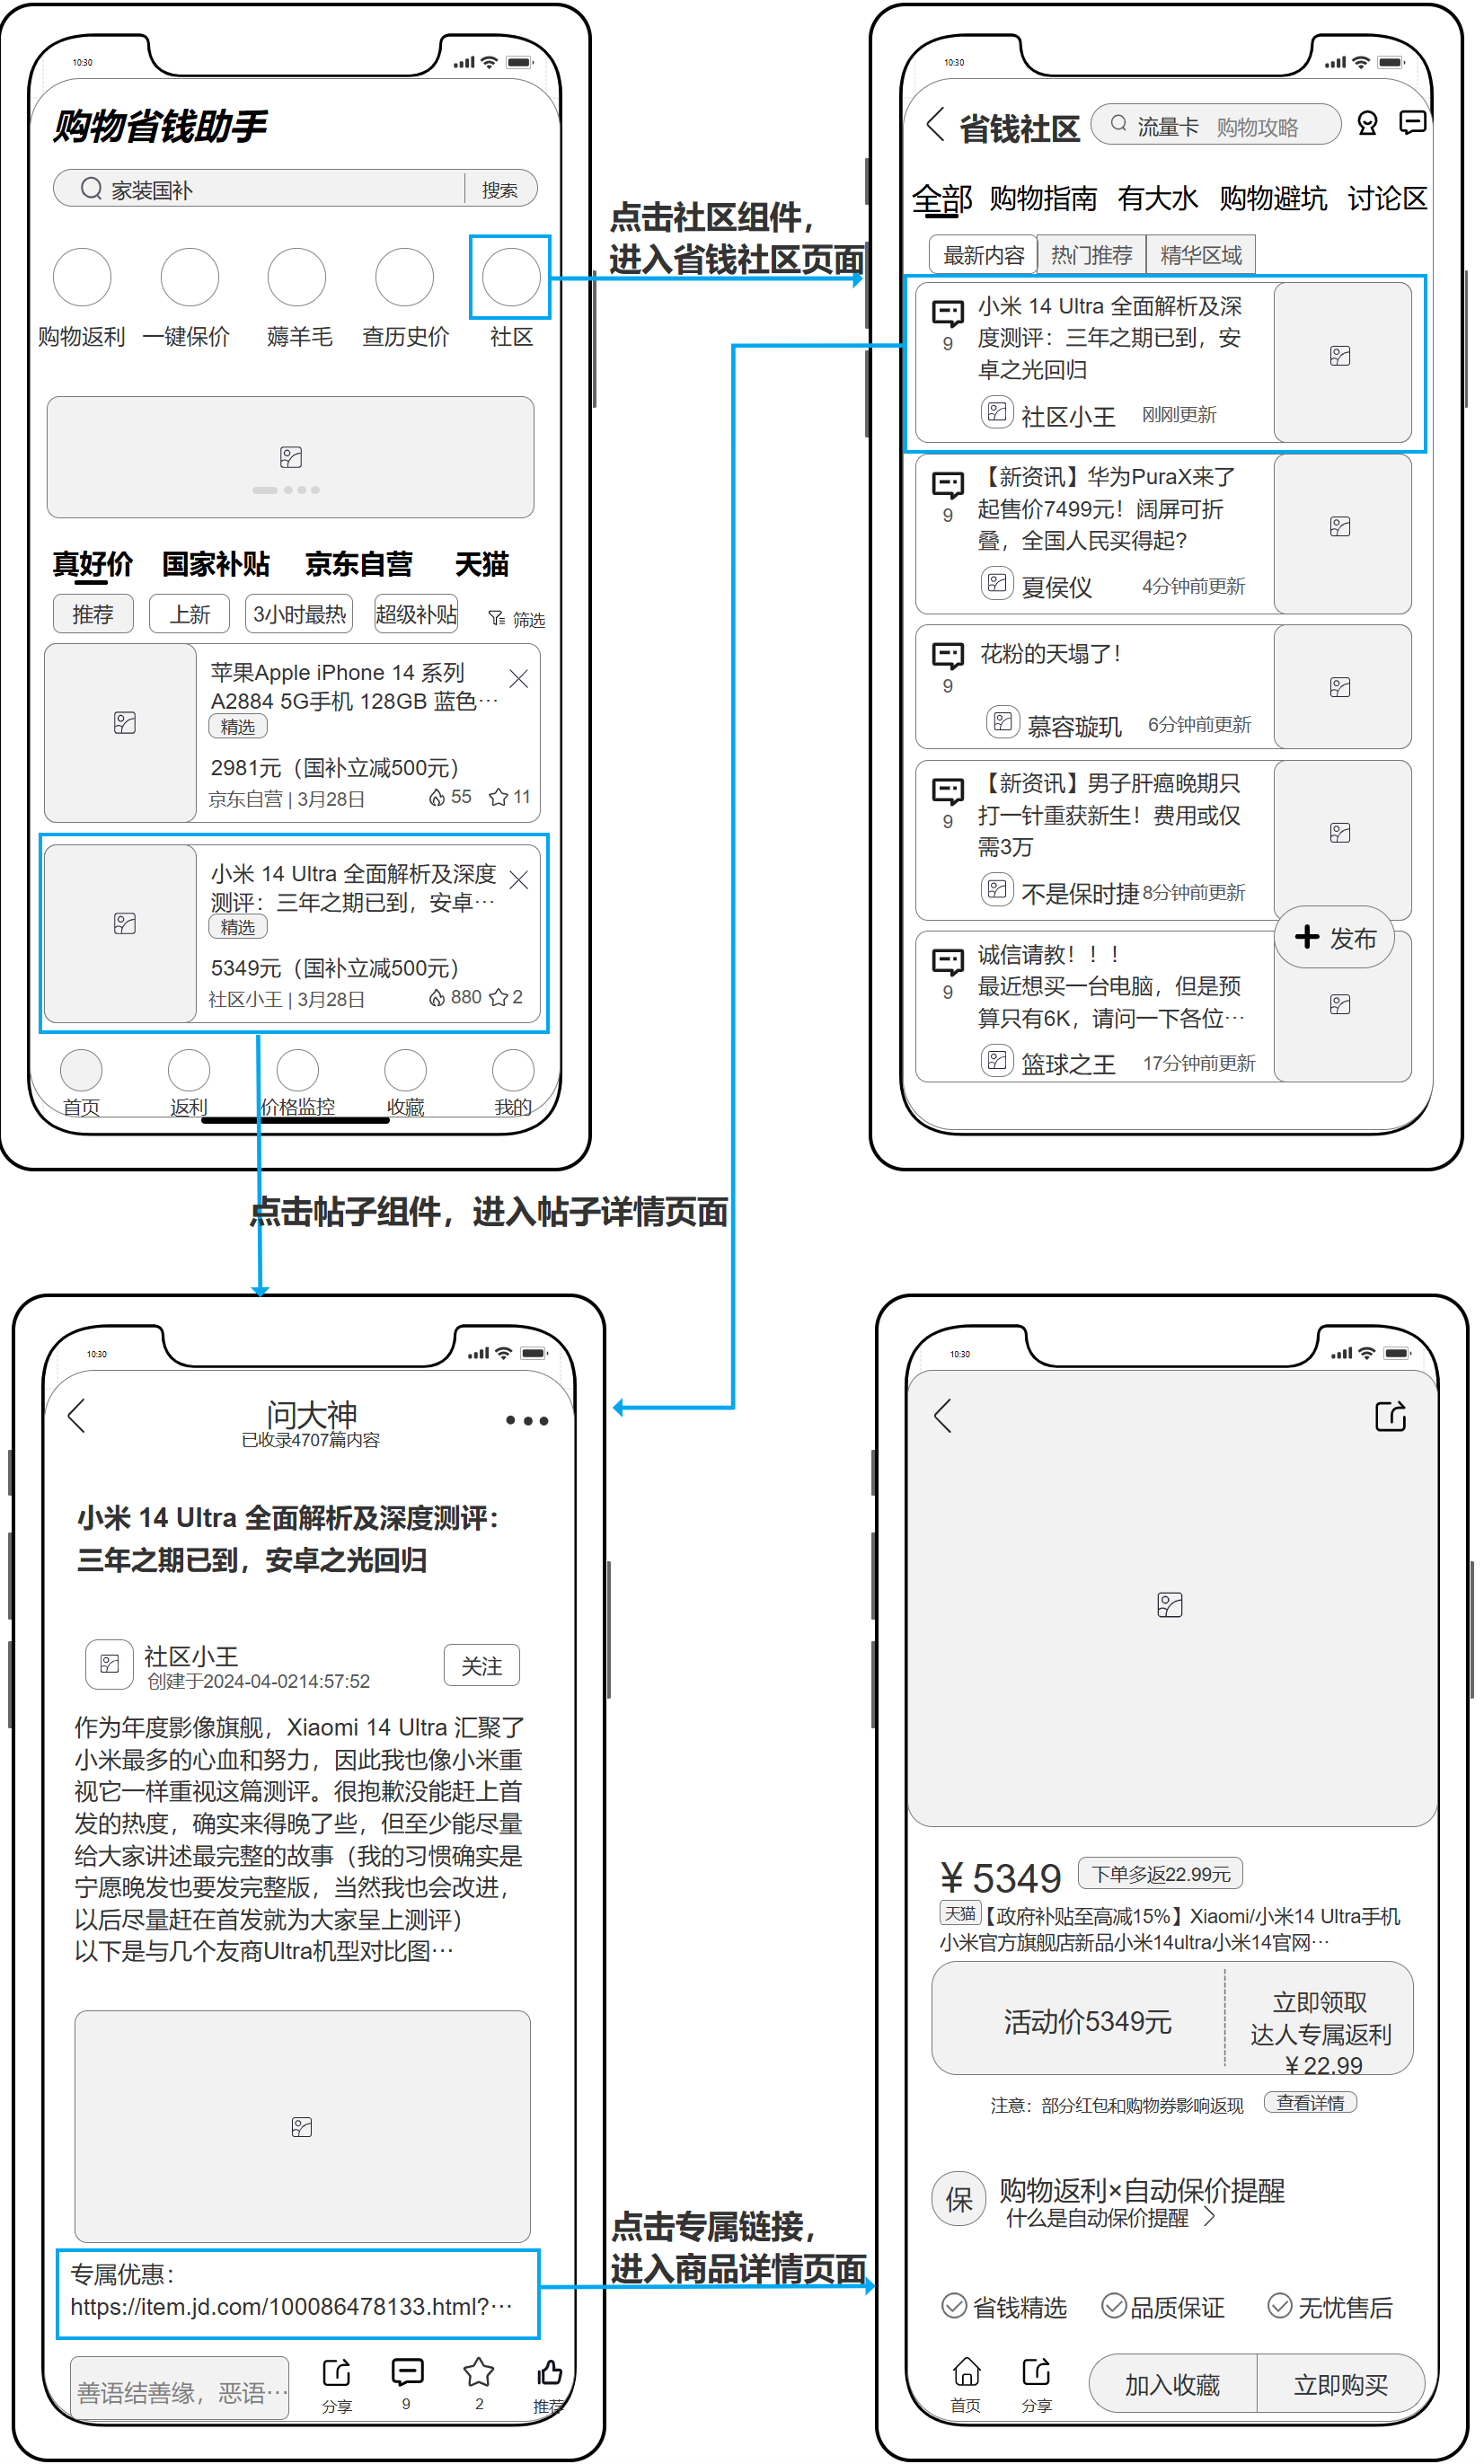 10:30
购物省钱助手
家装国补
搜索
购物返利
一键保价
薅羊毛
查历史价
社区
真好价
国家补贴
京东自营
天猫
推荐
上新
3小时最热
超级补贴
筛选
苹果Apple iPhone 14 系列
A2884 5G手机 128GB 蓝色…
精选
2981元（国补立减500元）
京东自营 | 3月28日
55
11
小米 14 Ultra 全面解析及深度
测评：三年之期已到，安卓…
精选
5349元（国补立减500元）
社区小王 | 3月28日
880
2
首页
返利
价格监控
收藏
我的
点击社区组件，
进入省钱社区页面
10:30
省钱社区
流量卡
购物攻略
全部
购物指南
有大水
购物避坑
讨论区
最新内容
热门推荐
精华区域
小米 14 Ultra 全面解析及深
度测评：三年之期已到，安
卓之光回归
9
社区小王
刚刚更新
【新资讯】华为PuraX来了
起售价7499元！阔屏可折
叠，全国人民买得起?
9
夏侯仪
4分钟前更新
花粉的天塌了！
9
慕容璇玑
6分钟前更新
【新资讯】男子肝癌晚期只
打一针重获新生！费用或仅
需3万
9
不是保时捷
8分钟前更新
发布
诚信请教！！！
最近想买一台电脑，但是预
算只有6K，请问一下各位…
9
篮球之王
17分钟前更新
点击帖子组件，进入帖子详情页面
10:30
问大神
已收录4707篇内容
小米 14 Ultra 全面解析及深度测评：
三年之期已到，安卓之光回归
社区小王
创建于2024-04-0214:57:52
关注
作为年度影像旗舰，Xiaomi 14 Ultra 汇聚了
小米最多的心血和努力，因此我也像小米重
视它一样重视这篇测评。很抱歉没能赶上首
发的热度，确实来得晚了些，但至少能尽量
给大家讲述最完整的故事（我的习惯确实是
宁愿晚发也要发完整版，当然我也会改进，
以后尽量赶在首发就为大家呈上测评）
以下是与几个友商Ultra机型对比图…
专属优惠：
https://item.jd.com/100086478133.html?…
善语结善缘，恶语…
分享
9
2
推荐
点击专属链接，
进入商品详情页面
10:30
￥5349
下单多返22.99元
天猫
【政府补贴至高减15%】Xiaomi/小米14 Ultra手机
小米官方旗舰店新品小米14ultra小米14官网…
活动价5349元
立即领取
达人专属返利
￥22.99
注意：部分红包和购物券影响返现
查看详情
保
购物返利×自动保价提醒
什么是自动保价提醒
省钱精选
品质保证
无忧售后
首页
分享
加入收藏
立即购买